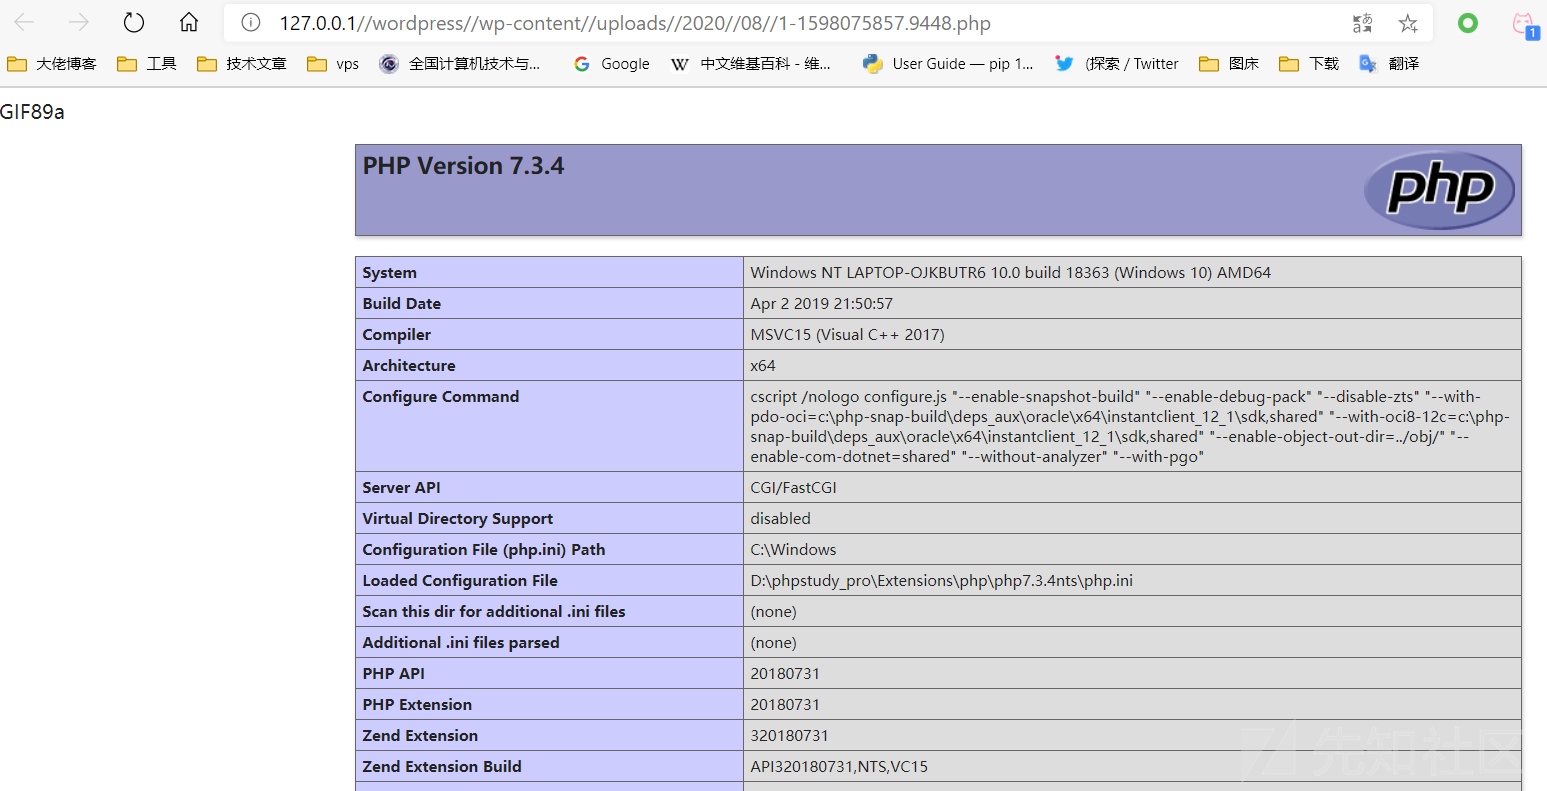 127.0.0.1//wordpress//wp-content//uploads//2020//08//1-1598075857.9448.php
大佬博客 工具 技术文章 vps 全国计算机技术与... Google 中文维基百科 - 维... User Guide — pip 1... (探索 / Twitter 图床 下载 翻译
GIF89a
PHP Version 7.3.4
php
System Windows NT LAPTOP-OJKBUTR6 10.0 build 18363 (Windows 10) AMD64
Build Date Apr 2 2019 21:50:57
Compiler MSVC15 (Visual C++ 2017)
Architecture x64
Configure Command cscript /nologo configure.js "--enable-snapshot-build" "--enable-debug-pack" "--disable-zts" "--with-
pdo-oci=c:\php-snap-build\deps_aux\oracle\x64\instantclient_12_1\sdk,shared" "--with-oci8-12c=c:\php-
snap-build\deps_aux\oracle\x64\instantclient_12_1\sdk,shared" "--enable-object-out-dir=../obj/" "--
enable-com-dotnet=shared" "--without-analyzer" "--with-pgo"
Server API CGI/FastCGI
Virtual Directory Support disabled
Configuration File (php.ini) Path C:\Windows
Loaded Configuration File D:\phpstudy_pro\Extensions\php\php7.3.4nts\php.ini
Scan this dir for additional .ini files (none)
Additional .ini files parsed (none)
PHP API 20180731
PHP Extension 20180731
Zend Extension 320180731
Zend Extension Build API320180731,NTS,VC15
先知社区